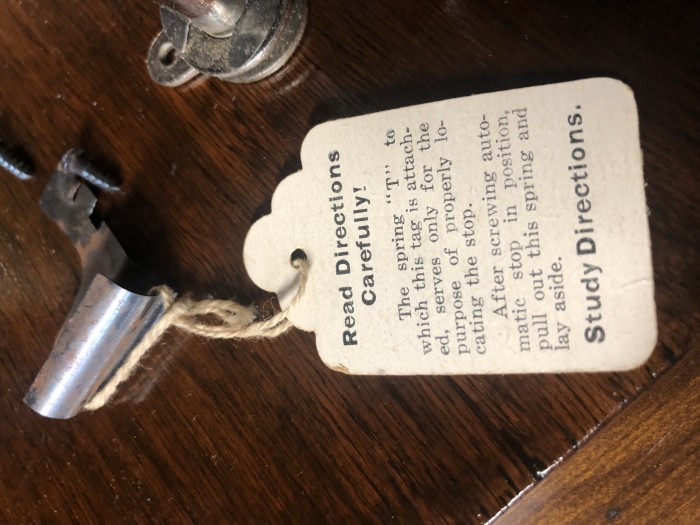 Read Directions
Carefully!
The spring "T" to
which this tag is attach-
ed, serves only for the
purpose of properly lo-
cating the stop.
After screwing auto-
matic stop in position,
pull out this spring and
lay aside.
Study Directions.